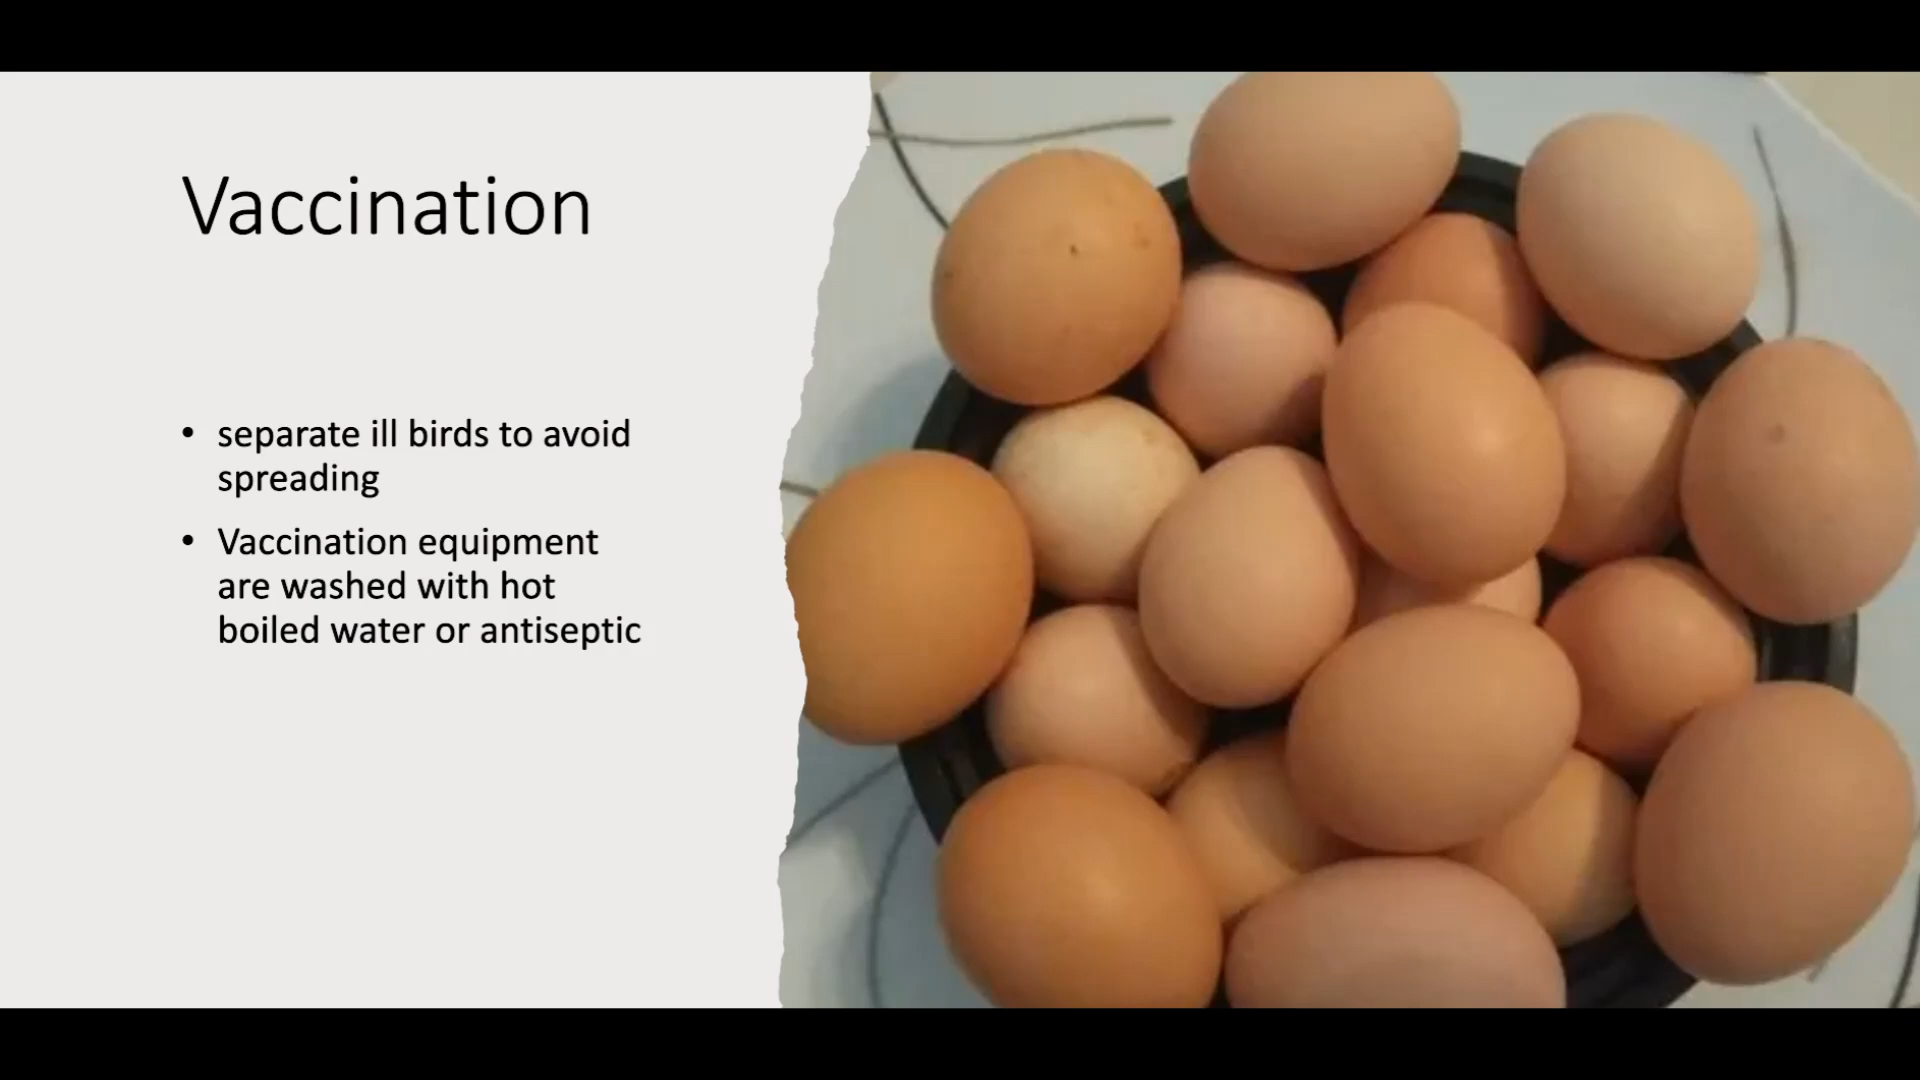 Vaccination
• separate ill birds to avoid
spreading
• Vaccination equipment
are washed with hot
boiled water or antiseptic